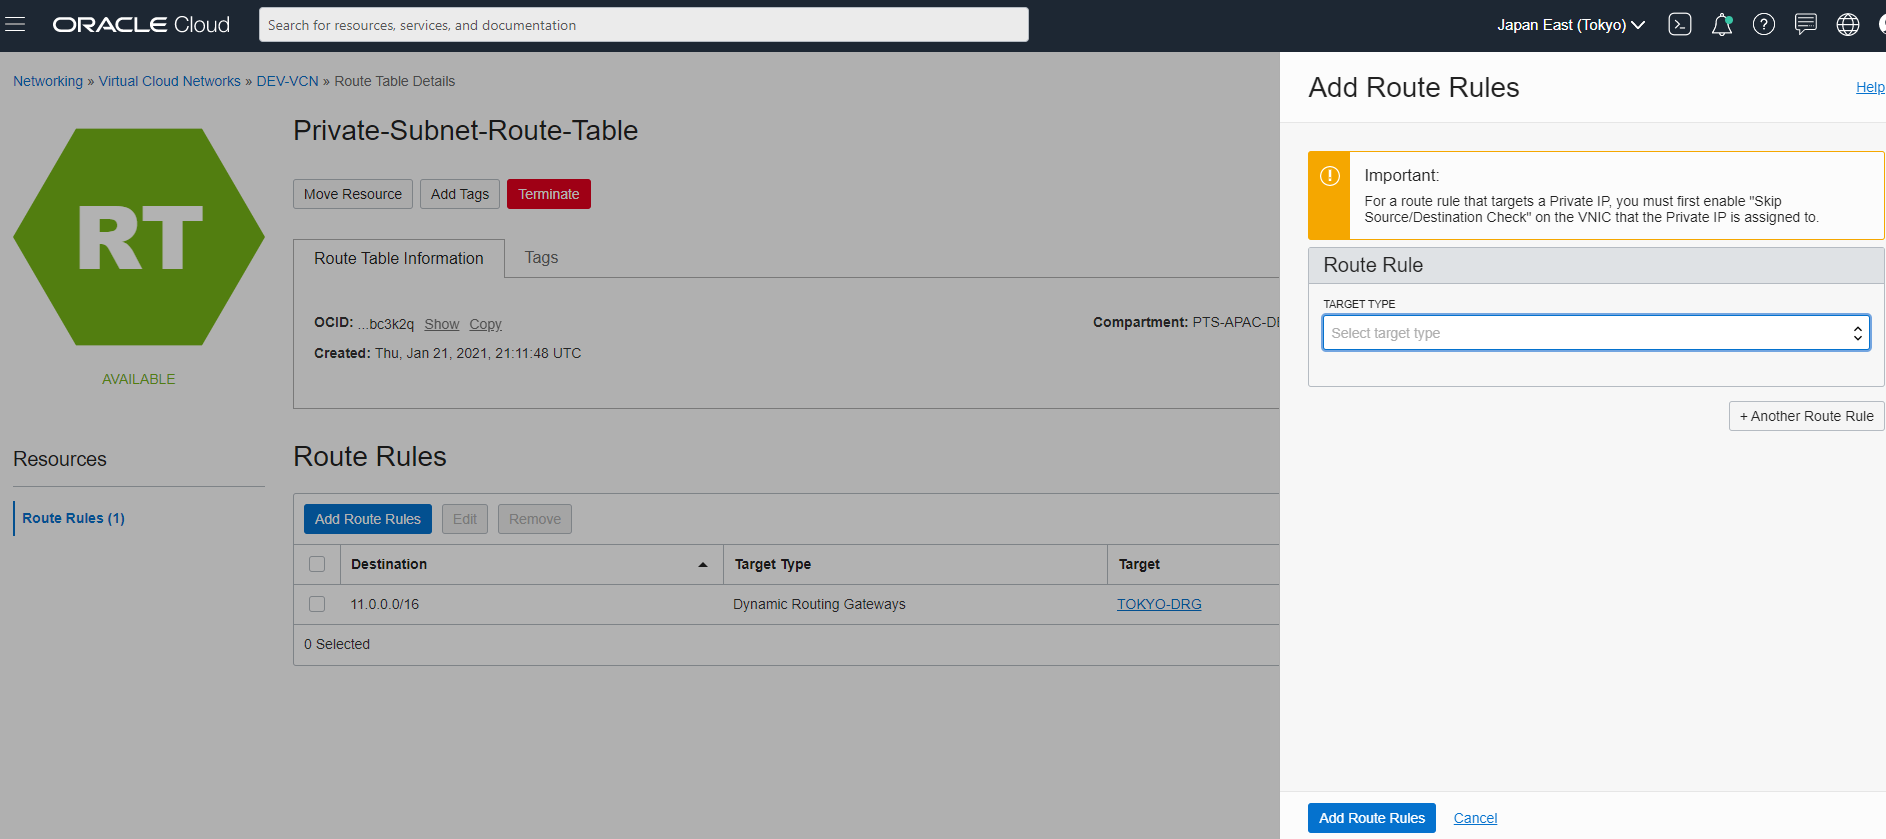 ORACLE Cloud
Search for resources, services, and documentation
Japan East (Tokyo)
Networking » Virtual Cloud Networks » DEV-VCN » Route Table Details
RT
AVAILABLE
Private-Subnet-Route-Table
Move Resource
Add Tags
Terminate
Route Table Information
Tags
OCID: ...bc3k2q Show Copy
Compartment: PTS-APAC-DE
Created: Thu, Jan 21, 2021, 21:11:48 UTC
Resources
Route Rules (1)
Route Rules
Add Route Rules
Edit
Remove
Destination
Target Type
Target
11.0.0.0/16
Dynamic Routing Gateways
TOKYO-DRG
0 Selected
Add Route Rules
Help
Important:
For a route rule that targets a Private IP, you must first enable "Skip
Source/Destination Check" on the VNIC that the Private IP is assigned to.
Route Rule
TARGET TYPE
Select target type
+ Another Route Rule
Add Route Rules
Cancel